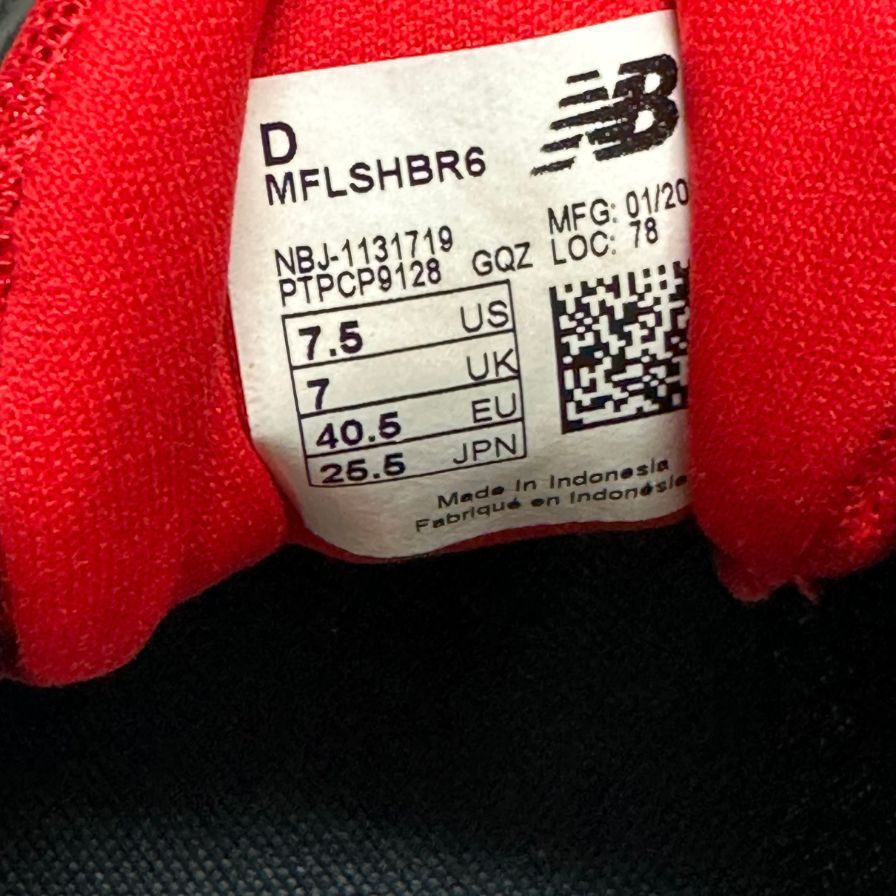 NB
D
MFLSHBR6
MFG: 01/20
LOC: 78
NBJ-1131719
PTPCP9128 GQZ
7.5 US
7 UK
40.5 EU
25.5 JPN
Made in Indonesia
Fabriqué en Indonésie